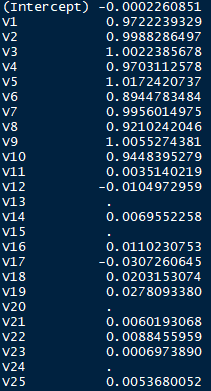 (Intercept) -0.0002260851
V1 0.9722239329
V2 0.9988286497
V3 1.0022385678
V4 0.9703112578
V5 1.0172420737
V6 0.8944783484
V7 0.9956014975
V8 0.9210242046
V9 1.0055274381
V10 0.9448395279
V11 0.0035140219
V12 -0.0104972959
V13 .
V14 0.0069552258
V15 .
V16 0.0110230753
V17 -0.0307260645
V18 0.0203153074
V19 0.0278093380
V20 .
V21 0.0060193068
V22 0.0088455959
V23 0.0006973890
V24 .
V25 0.0053680052